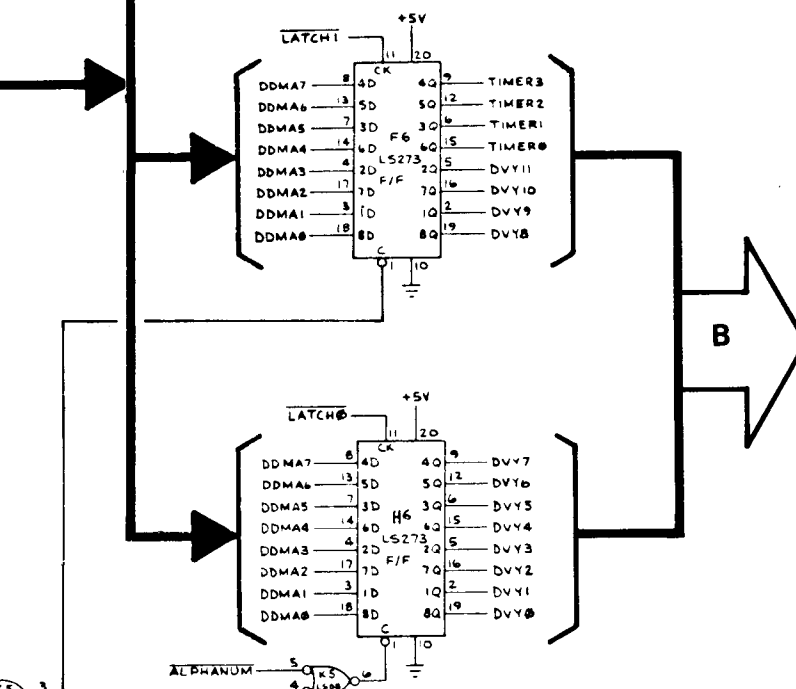 +5V
LATCH1
11 20
CK
DDMA7 8 4D 4Q 9 TIMER3
DDMA6 13 5D 5Q 12 TIMER2
DDMA5 7 3D 3Q 6 TIMER1
F6
DDMA4 14 6D 6Q 15 TIMER0
LS273
DDMA3 4 2D 2Q 5 DVY11
F/F
DDMA2 17 7D 7Q 16 DVY10
DDMA1 3 1D 1Q 2 DVY9
DDMA0 18 8D 8Q 19 DVY8
C
1 10
B
+5V
LATCH0
11 20
CK
DDMA7 8 4D 4Q 9 DVY7
DDMA6 13 5D 5Q 12 DVY6
DDMA5 7 3D 3Q 6 DVY5
H6
DDMA4 14 6D 6Q 15 DVY4
LS273
DDMA3 4 2D 2Q 5 DVY3
F/F
DDMA2 17 7D 7Q 16 DVY2
DDMA1 3 1D 1Q 2 DVY1
DDMA0 18 8D 8Q 19 DVY0
C
1 10
ALPHANUM 5 K5 6
3
4